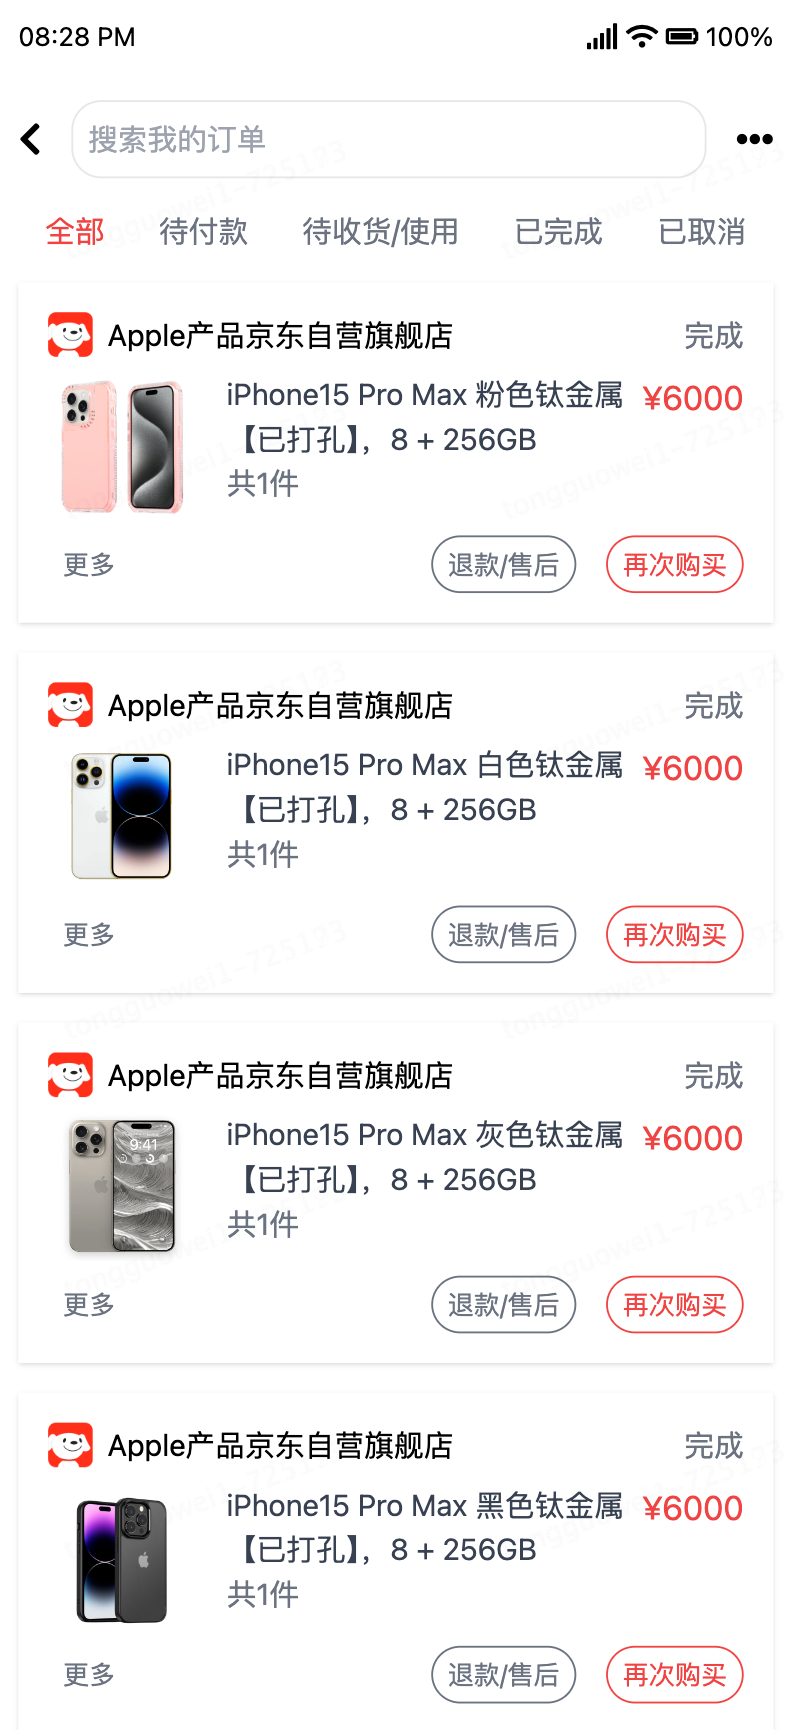 08:28 PM 100%
搜索我的订单
全部 待付款 待收货/使用 已完成 已取消
Apple产品京东自营旗舰店 完成
iPhone15 Pro Max 粉色钛金属 ¥6000
【已打孔】，8 + 256GB
共1件
更多 退款/售后 再次购买
Apple产品京东自营旗舰店 完成
iPhone15 Pro Max 白色钛金属 ¥6000
【已打孔】，8 + 256GB
共1件
更多 退款/售后 再次购买
Apple产品京东自营旗舰店 完成
9:41
iPhone15 Pro Max 灰色钛金属 ¥6000
【已打孔】，8 + 256GB
共1件
更多 退款/售后 再次购买
Apple产品京东自营旗舰店 完成
iPhone15 Pro Max 黑色钛金属 ¥6000
【已打孔】，8 + 256GB
共1件
更多 退款/售后 再次购买